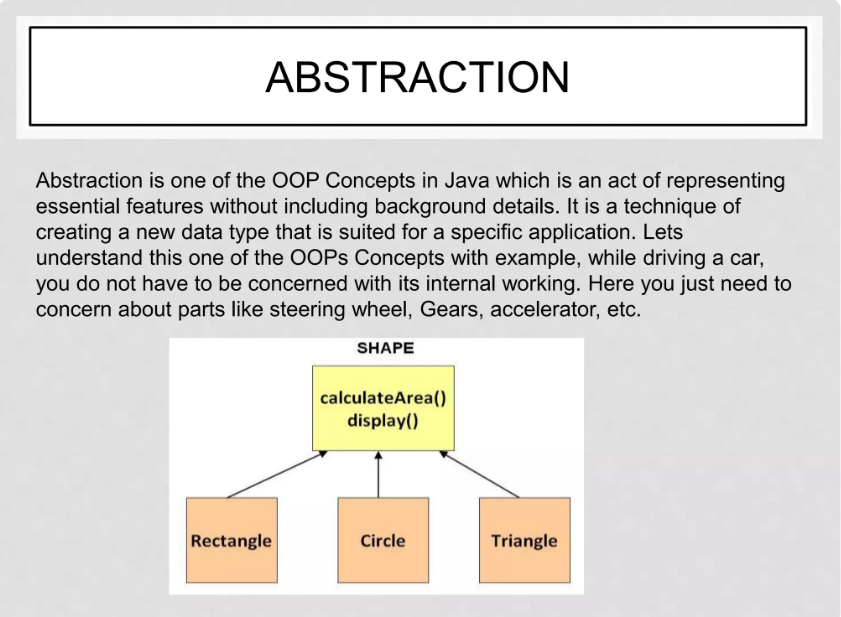 ABSTRACTION
Abstraction is one of the OOP Concepts in Java which is an act of representing
essential features without including background details. It is a technique of
creating a new data type that is suited for a specific application. Lets
understand this one of the OOPs Concepts with example, while driving a car,
you do not have to be concerned with its internal working. Here you just need to
concern about parts like steering wheel, Gears, accelerator, etc.
SHAPE
calculateArea()
display()
Rectangle
Circle
Triangle